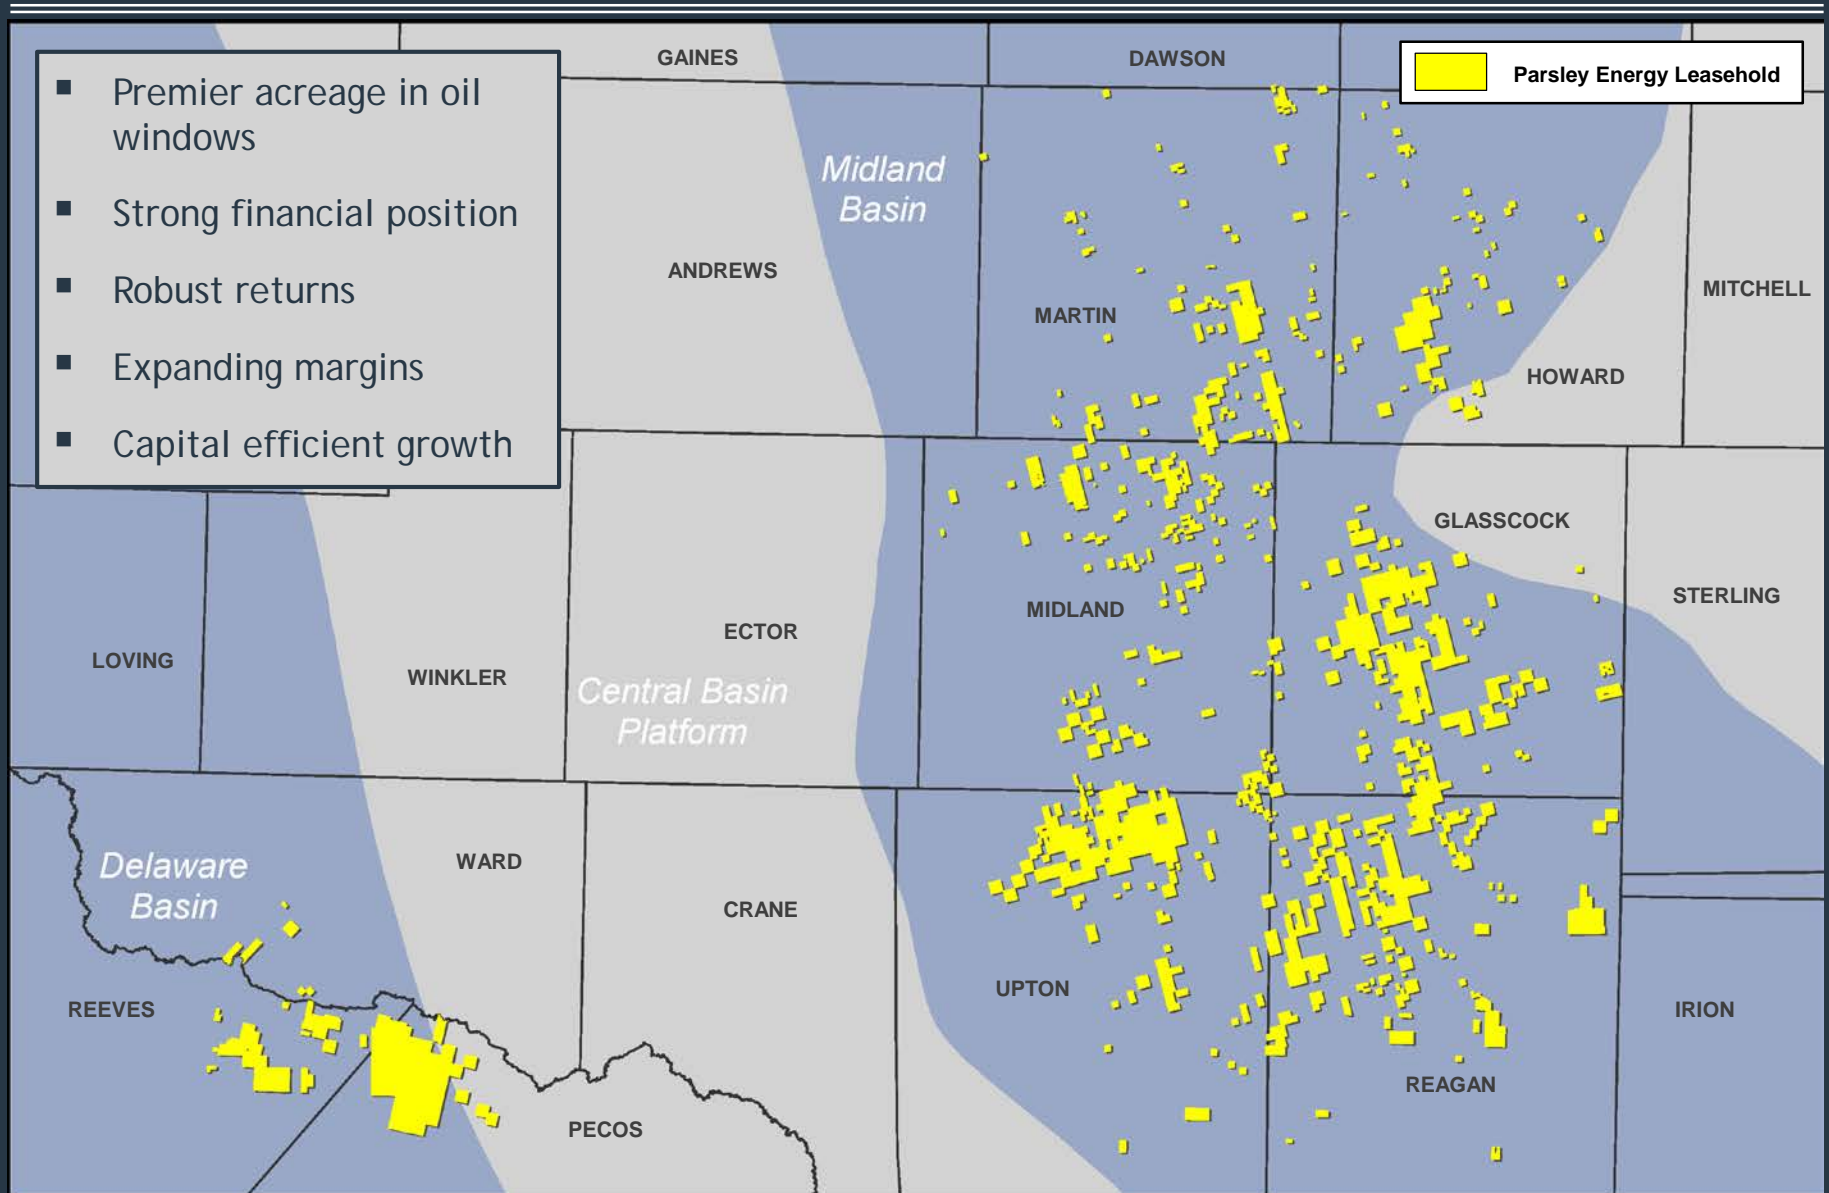 ▪ Premier acreage in oil
windows
▪ Strong financial position
▪ Robust returns
▪ Expanding margins
▪ Capital efficient growth
GAINES
DAWSON
Parsley Energy Leasehold
Midland
Basin
ANDREWS
MARTIN
MITCHELL
HOWARD
GLASSCOCK
STERLING
MIDLAND
ECTOR
LOVING
WINKLER
Central Basin
Platform
Delaware
Basin
WARD
CRANE
REEVES
UPTON
IRION
REAGAN
PECOS